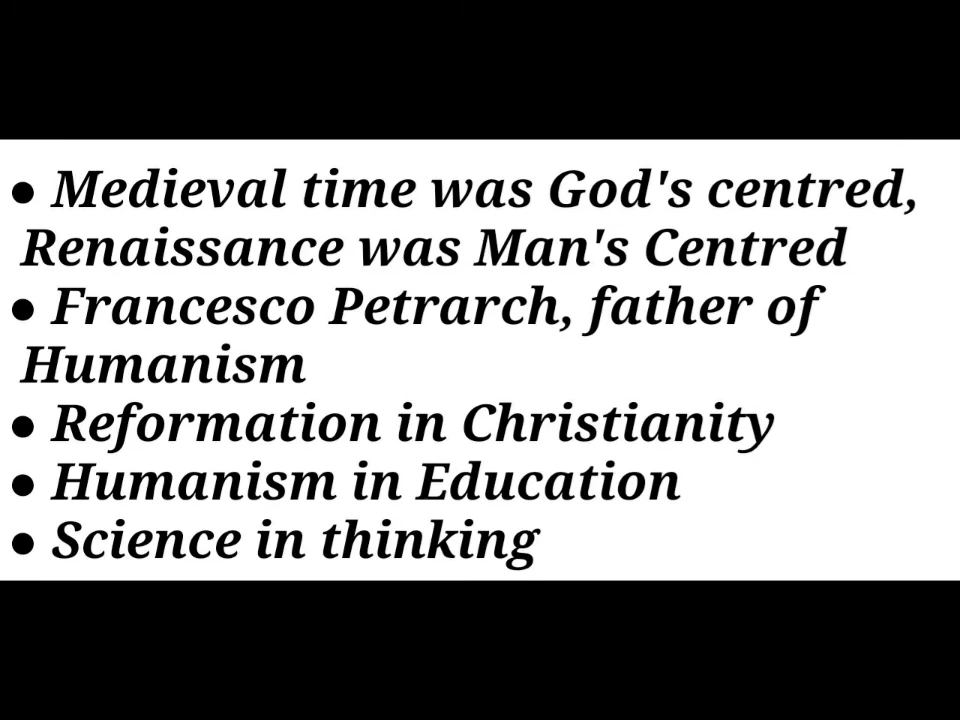 ● Medieval time was God's centred,
Renaissance was Man's Centred
● Francesco Petrarch, father of
Humanism
● Reformation in Christianity
● Humanism in Education
● Science in thinking